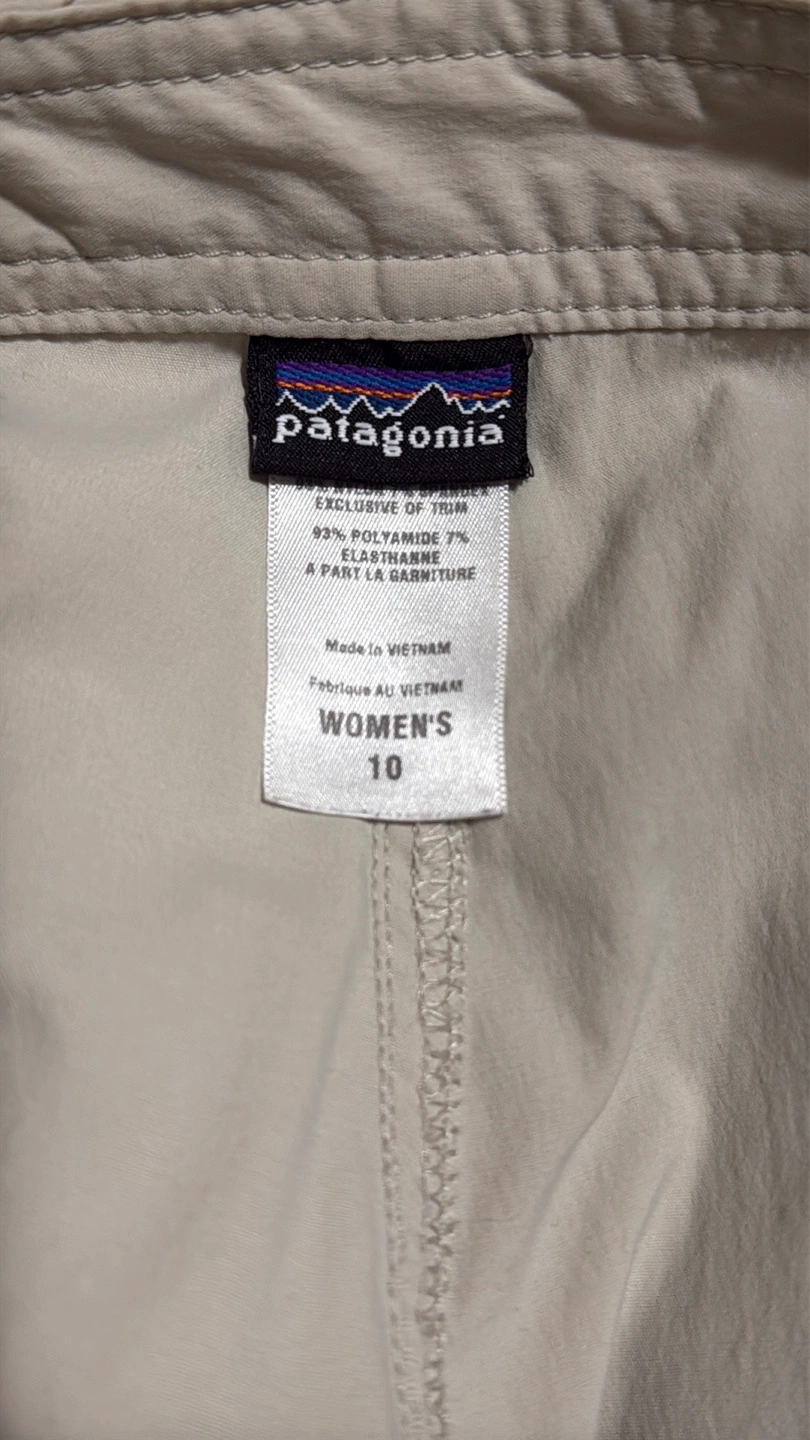 patagonia
EXCLUSIVE OF TRIM
93% POLYAMIDE 7%
ELASTHANNE
A PART LA GARNITURE
Made in VIETNAM
Fabrique AU VIETNAM
WOMEN'S
10